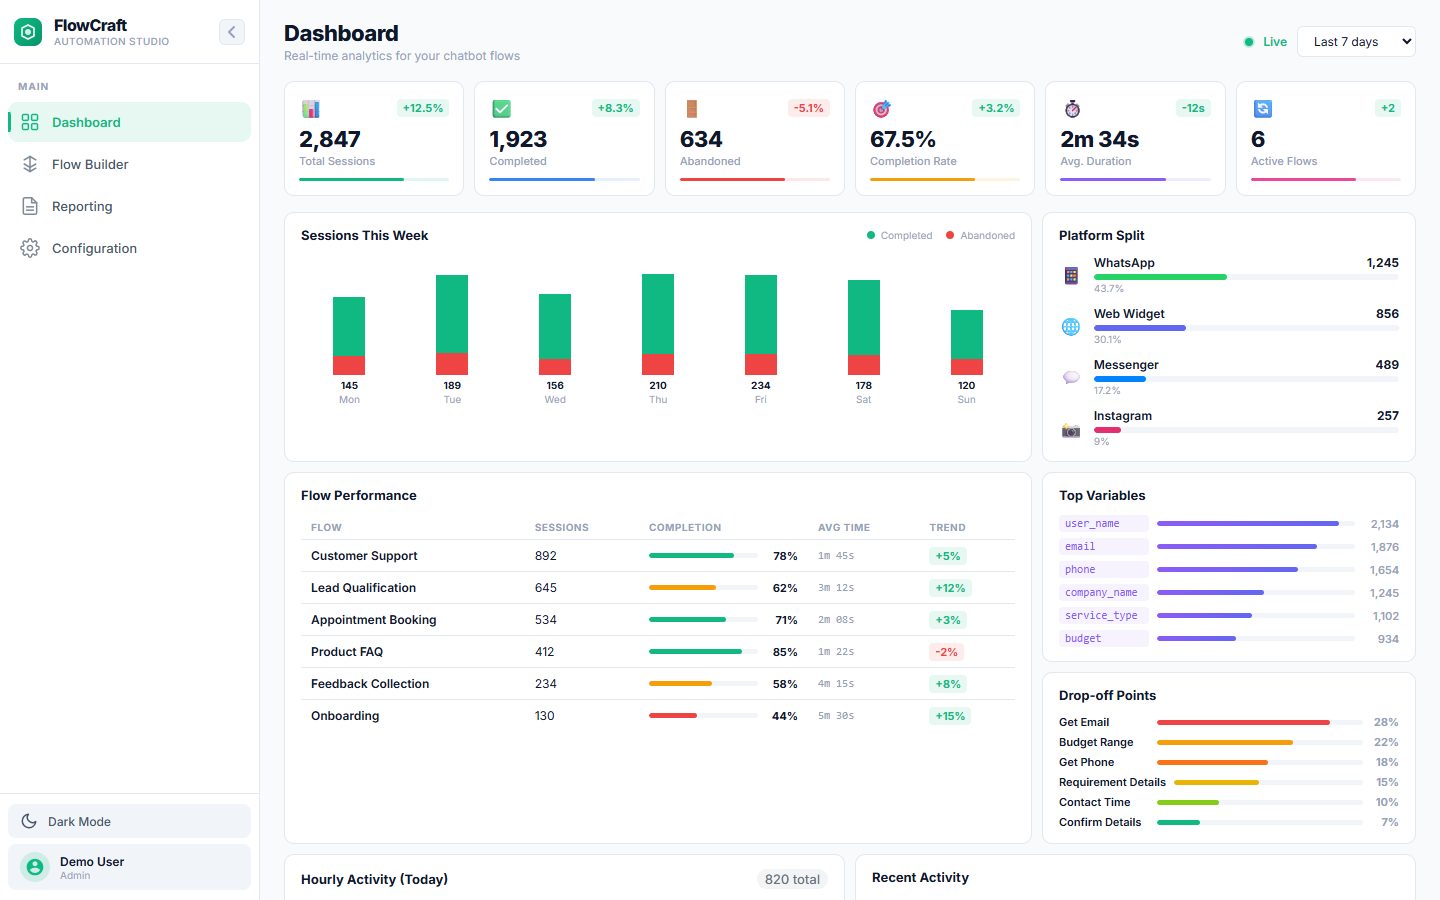 FlowCraft
AUTOMATION STUDIO
MAIN
Dashboard
Flow Builder
Reporting
Configuration
Dark Mode
Demo User
Admin
Dashboard
Real-time analytics for your chatbot flows
Live
Last 7 days
+12.5%
2,847
Total Sessions
+8.3%
1,923
Completed
-5.1%
634
Abandoned
+3.2%
67.5%
Completion Rate
-12s
2m 34s
Avg. Duration
+2
6
Active Flows
Sessions This Week
Completed
Abandoned
145
Mon
189
Tue
156
Wed
210
Thu
234
Fri
178
Sat
120
Sun
Platform Split
WhatsApp 1,245
43.7%
Web Widget 856
30.1%
Messenger 489
17.2%
Instagram 257
9%
Flow Performance
FLOW SESSIONS COMPLETION AVG TIME TREND
Customer Support 892 78% 1m 45s +5%
Lead Qualification 645 62% 3m 12s +12%
Appointment Booking 534 71% 2m 08s +3%
Product FAQ 412 85% 1m 22s -2%
Feedback Collection 234 58% 4m 15s +8%
Onboarding 130 44% 5m 30s +15%
Top Variables
user_name 2,134
email 1,876
phone 1,654
company_name 1,245
service_type 1,102
budget 934
Drop-off Points
Get Email 28%
Budget Range 22%
Get Phone 18%
Requirement Details 15%
Contact Time 10%
Confirm Details 7%
Hourly Activity (Today)
820 total
Recent Activity